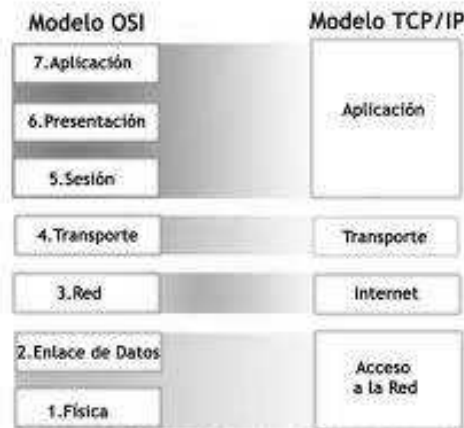 Modelo OSI
Modelo TCP/IP
7.Aplicación
6.Presentación
5.Sesión
Aplicación
4.Transporte
Transporte
3.Red
Internet
2.Enlace de Datos
1.Física
Acceso
a la Red